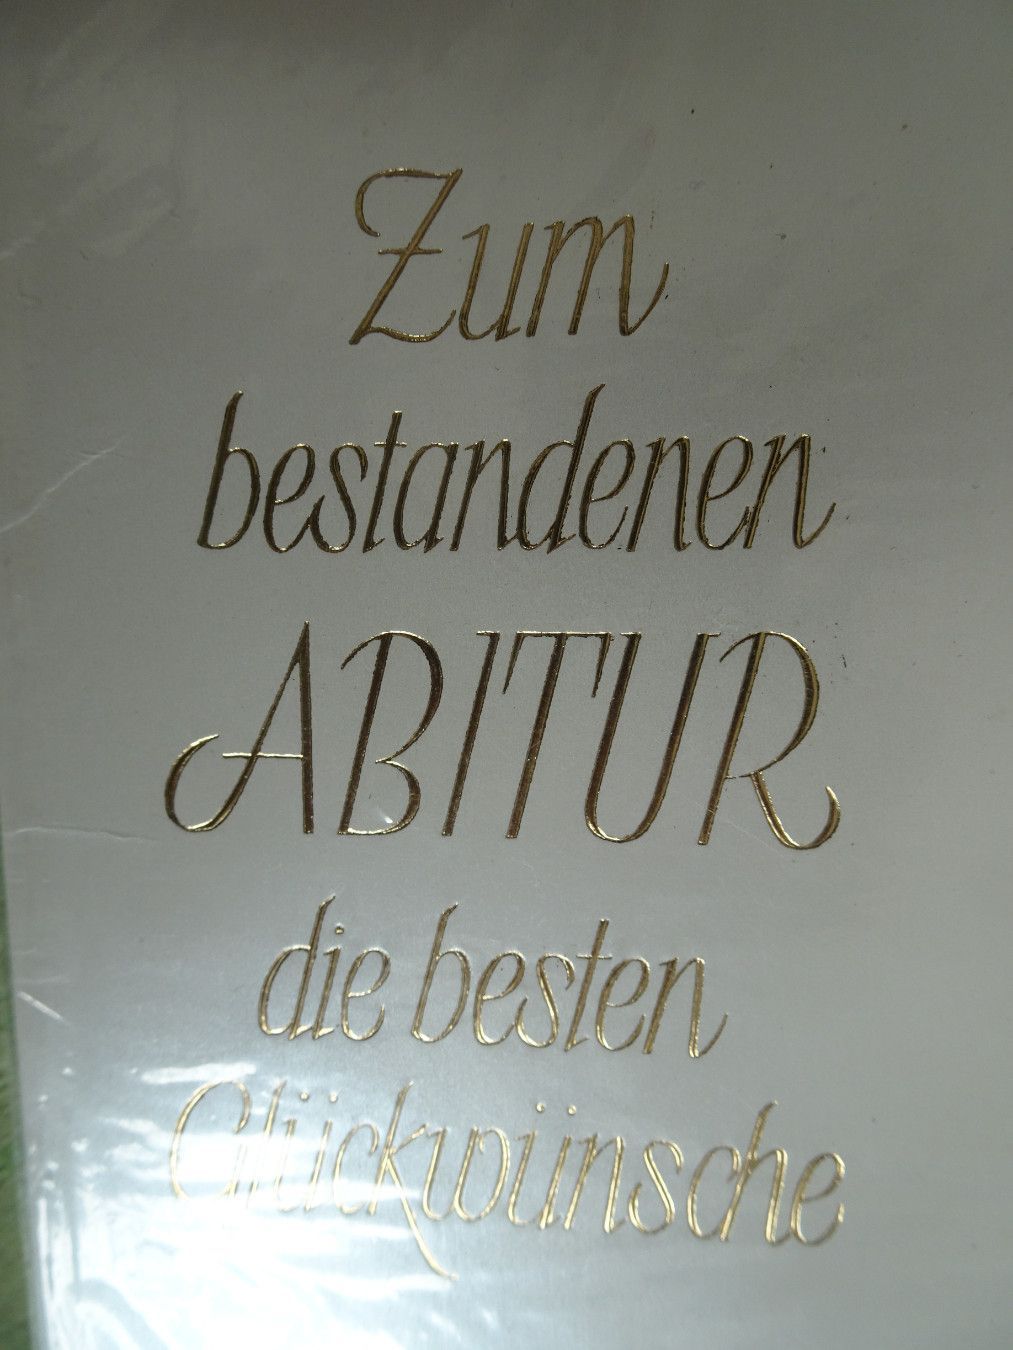 Zum
bestandenen
ABITUR
die besten
Glückwünsche